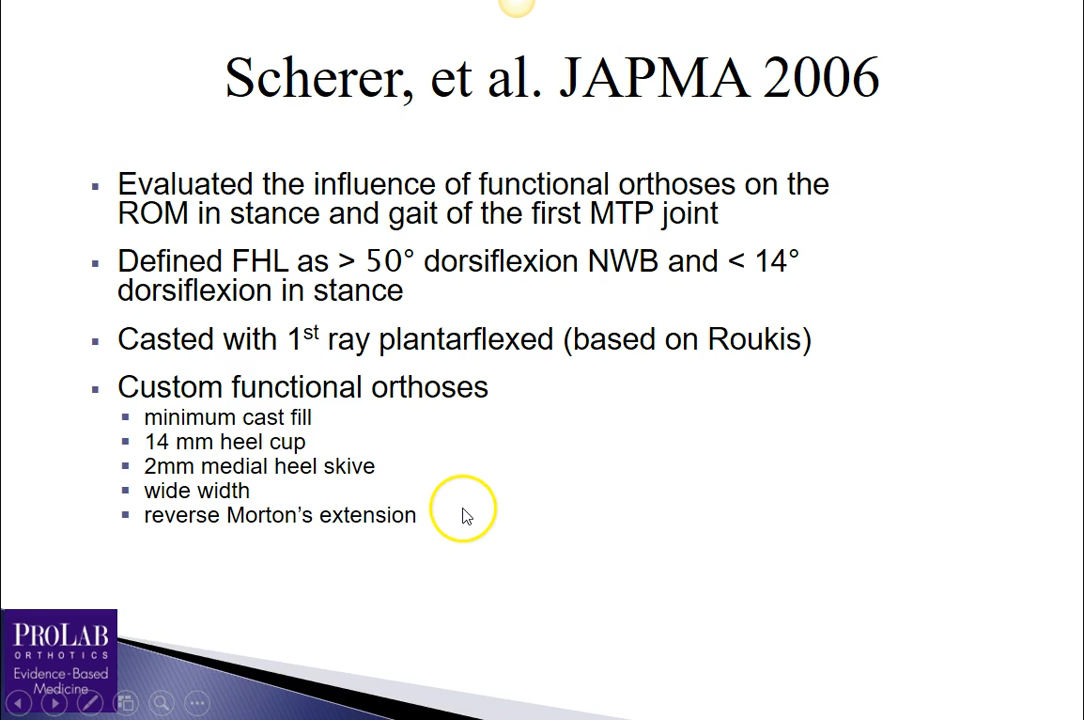 Scherer, et al. JAPMA 2006
▪ Evaluated the influence of functional orthoses on the
ROM in stance and gait of the first MTP joint
▪ Defined FHL as > 50° dorsiflexion NWB and < 14°
dorsiflexion in stance
▪ Casted with 1st ray plantarflexed (based on Roukis)
▪ Custom functional orthoses
▪ minimum cast fill
▪ 14 mm heel cup
▪ 2mm medial heel skive
▪ wide width
▪ reverse Morton’s extension
PROLAB
ORTHOTICS
Evidence-Based
Medicine